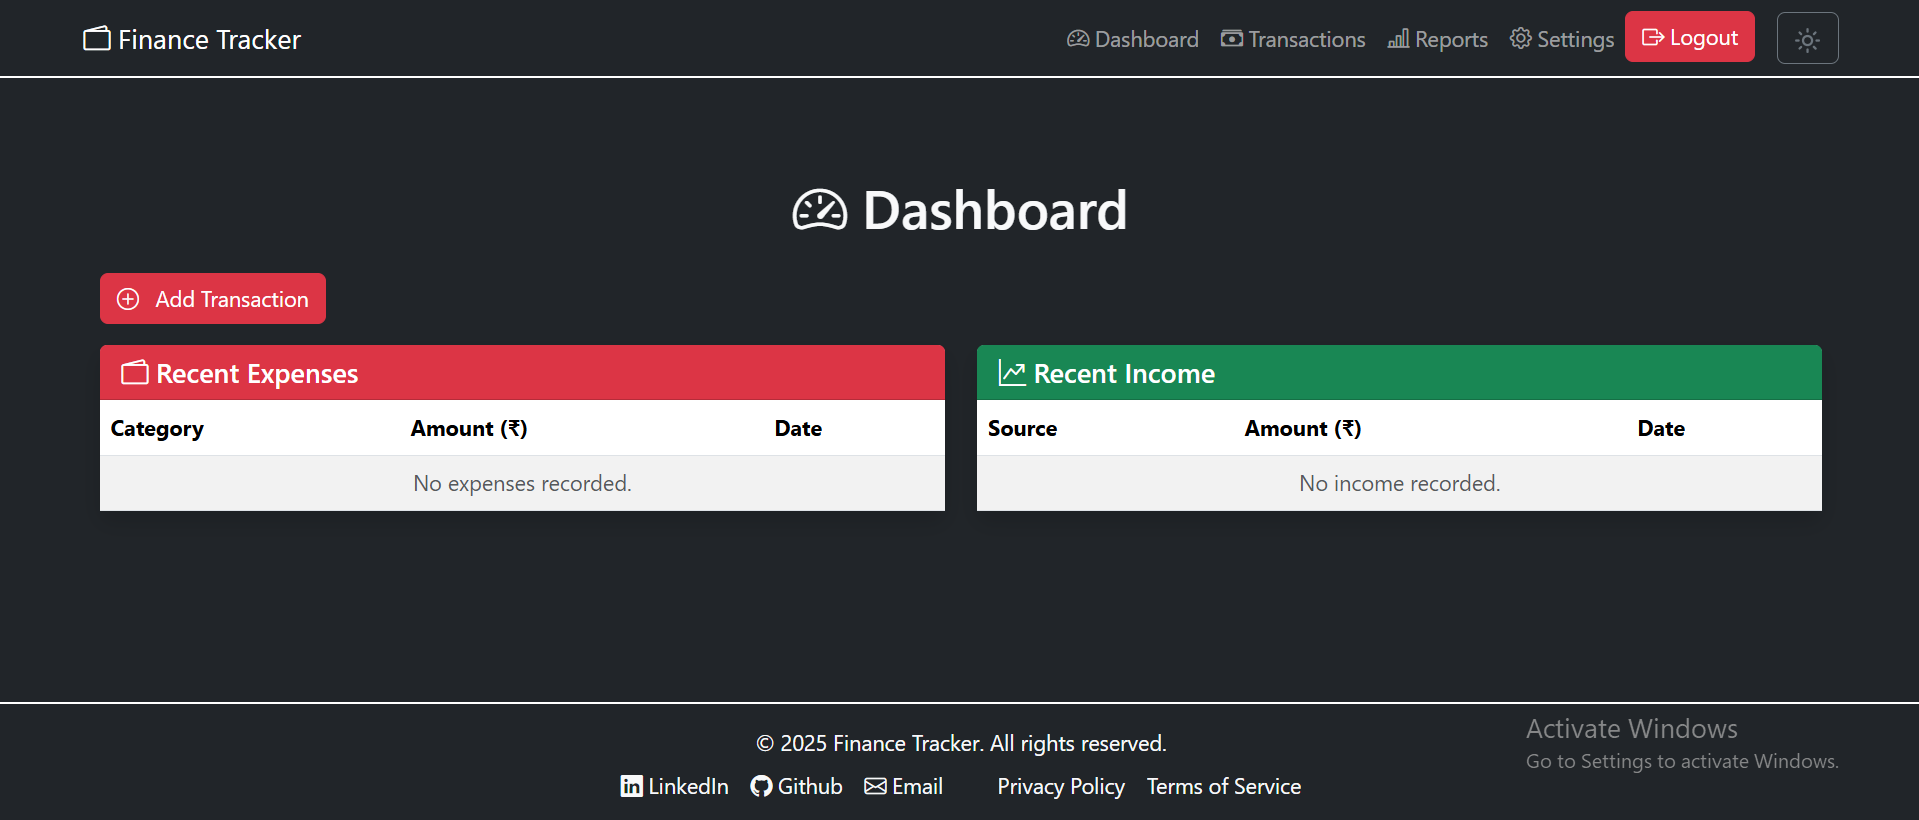 Finance Tracker
Dashboard Transactions Reports Settings Logout
Dashboard
Add Transaction
Recent Expenses
Category Amount (₹) Date
No expenses recorded.
Recent Income
Source Amount (₹) Date
No income recorded.
© 2025 Finance Tracker. All rights reserved.
LinkedIn Github Email Privacy Policy Terms of Service
Activate Windows
Go to Settings to activate Windows.